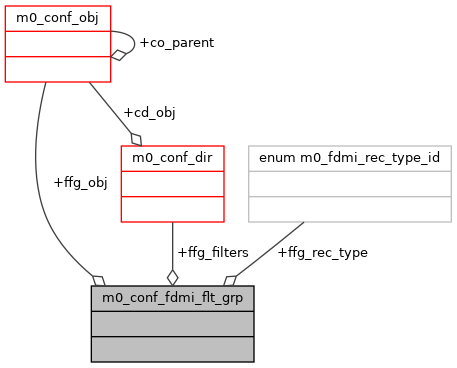 m0_conf_obj
+co_parent
+cd_obj
m0_conf_dir
enum m0_fdmi_rec_type_id
+ffg_obj
+ffg_filters
+ffg_rec_type
m0_conf_fdmi_flt_grp